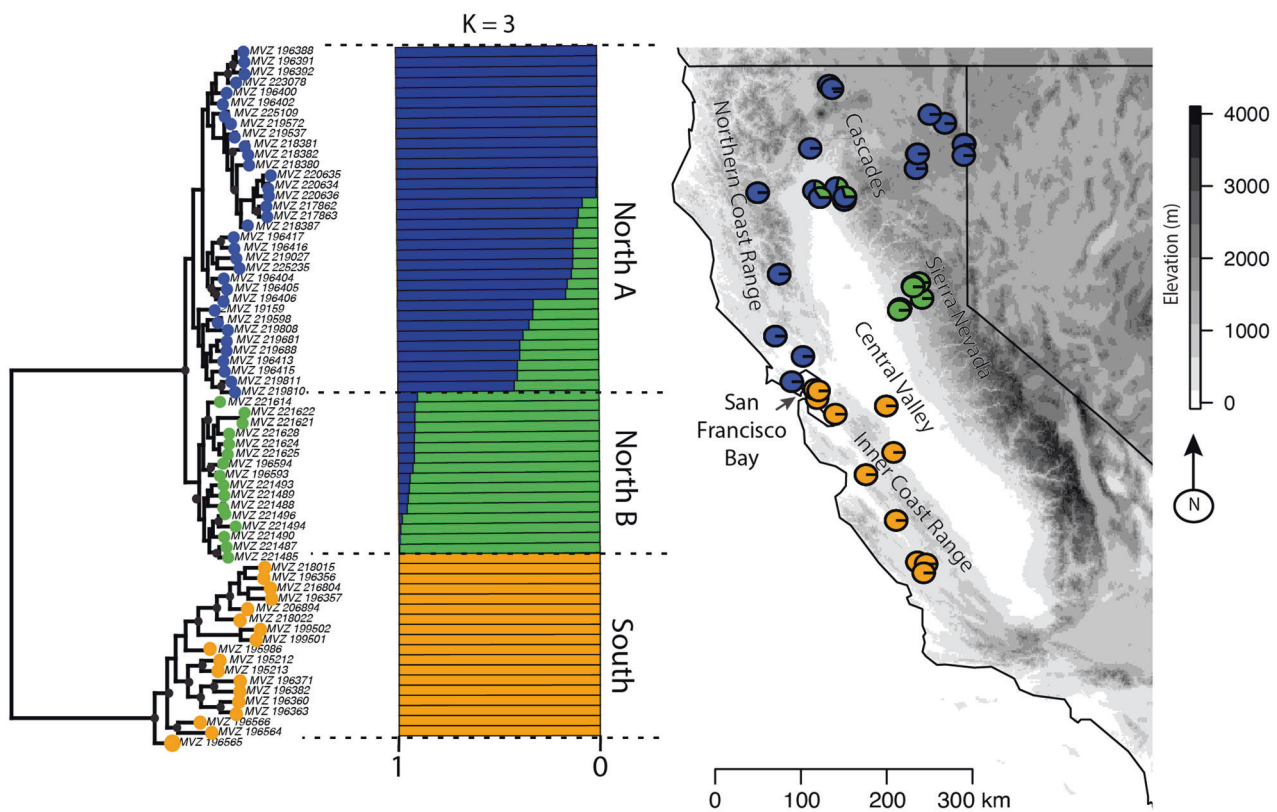 K = 3
MVZ 196388
MVZ 196391
MVZ 196392
MVZ 223078
MVZ 196400
MVZ 196402
MVZ 225109
MVZ 219572
MVZ 219537
MVZ 218381
MVZ 218382
MVZ 218380
MVZ 220635
MVZ 220634
MVZ 220636
MVZ 217862
MVZ 217863
MVZ 218387
MVZ 196417
MVZ 196416
MVZ 219027
MVZ 225235
MVZ 196404
MVZ 196405
MVZ 196406
MVZ 19159
MVZ 219598
MVZ 219808
MVZ 219681
MVZ 219688
MVZ 196413
MVZ 196415
MVZ 219811
MVZ 219810
MVZ 221614
MVZ 221622
MVZ 221621
MVZ 221628
MVZ 221624
MVZ 221625
MVZ 196594
MVZ 196593
MVZ 221493
MVZ 221489
MVZ 221488
MVZ 221496
MVZ 221494
MVZ 221490
MVZ 221487
MVZ 221485
MVZ 218015
MVZ 196356
MVZ 216804
MVZ 196357
MVZ 206894
MVZ 218022
MVZ 199502
MVZ 199501
MVZ 195986
MVZ 195212
MVZ 195213
MVZ 196371
MVZ 196382
MVZ 196360
MVZ 196363
MVZ 196566
MVZ 196564
MVZ 196565
North A
North B
South
1
0
Northern Coast Range
Cascades
Sierra Nevada
Central Valley
Inner Coast Range
San
Francisco
Bay
Elevation (m)
4000
3000
2000
1000
0
N
0 100 200 300 km